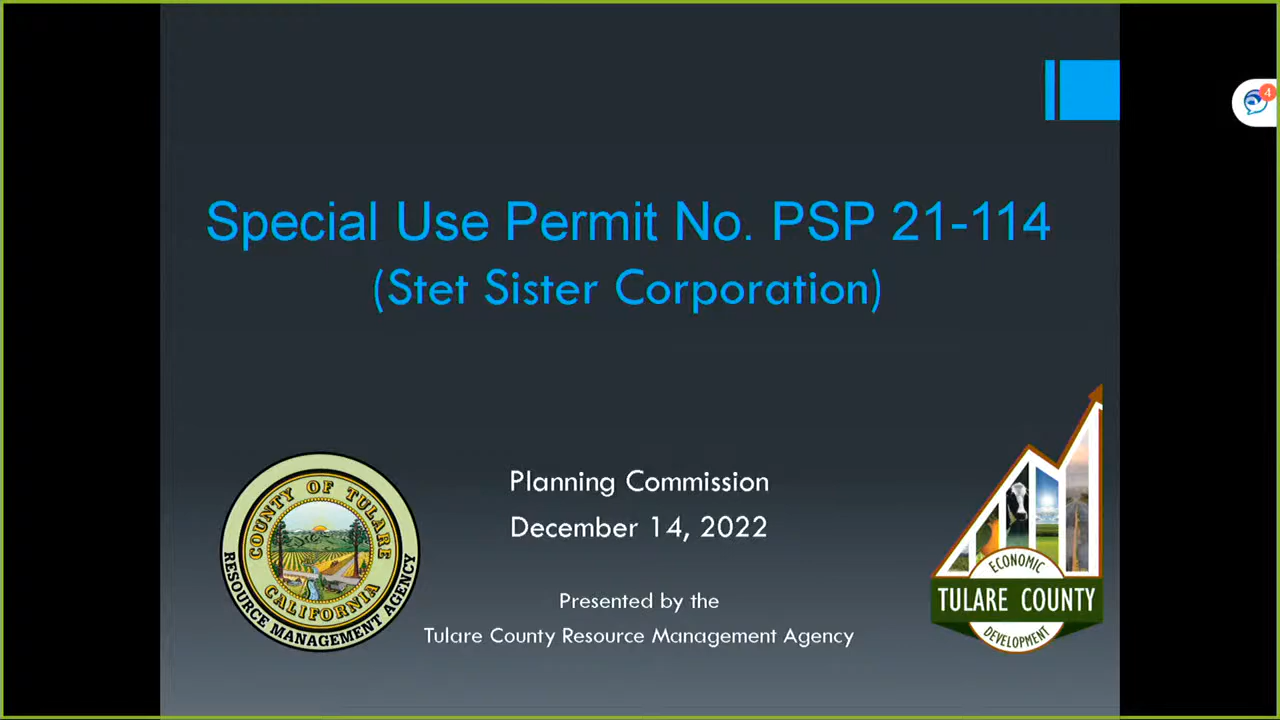 4
Special Use Permit No. PSP 21-114
(Stet Sister Corporation)
Planning Commission
December 14, 2022
Presented by the
Tulare County Resource Management Agency
COUNTY OF TULARE
CALIFORNIA
RESOURCE MANAGEMENT AGENCY
ECONOMIC
TULARE COUNTY
DEVELOPMENT